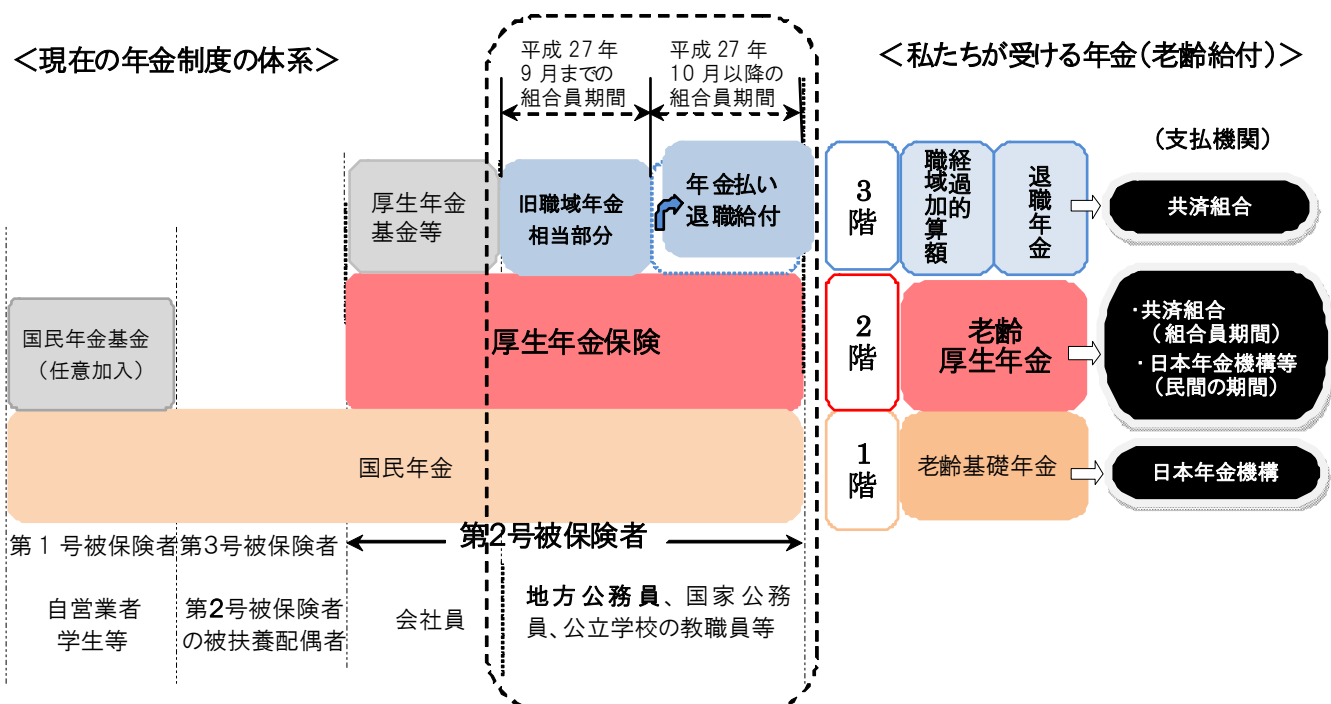 <現在の年金制度の体系>
平成 27 年
9 月までの
組合員期間
平成 27 年
10 月以降の
組合員期間
<私たちが受ける年金(老齢給付)>
(支払機関)
厚生年金
基金等
旧職域年金
相当部分
年金払い
退職給付
3
階
経過的
職域加算額
退職年金
共済組合
国民年金基金
(任意加入)
厚生年金保険
2
階
老齢
厚生年金
・共済組合
(組合員期間)
・日本年金機構等
(民間の期間)
国民年金
1
階
老齢基礎年金
日本年金機構
第1号被保険者
第3号被保険者
第2号被保険者
自営業者
学生等
第2号被保険者
の被扶養配偶者
会社員
地方公務員、国家公務
員、公立学校の教職員等